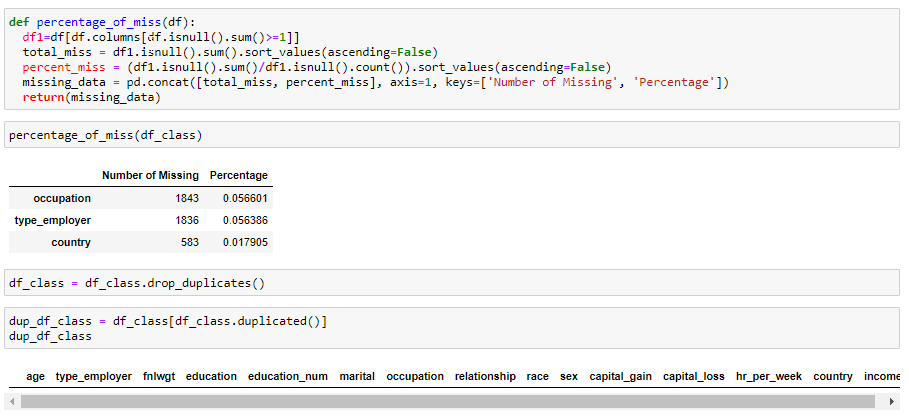 def percentage_of_miss(df):
  df1=df[df.columns[df.isnull().sum()>=1]]
  total_miss = df1.isnull().sum().sort_values(ascending=False)
  percent_miss = (df1.isnull().sum()/df1.isnull().count()).sort_values(ascending=False)
  missing_data = pd.concat([total_miss, percent_miss], axis=1, keys=['Number of Missing', 'Percentage'])
  return(missing_data)
percentage_of_miss(df_class)
Number of Missing Percentage
occupation 1843 0.056601
type_employer 1836 0.056386
country 583 0.017905
df_class = df_class.drop_duplicates()
dup_df_class = df_class[df_class.duplicated()]
dup_df_class
age type_employer fnlwgt education education_num marital occupation relationship race sex capital_gain capital_loss hr_per_week country income